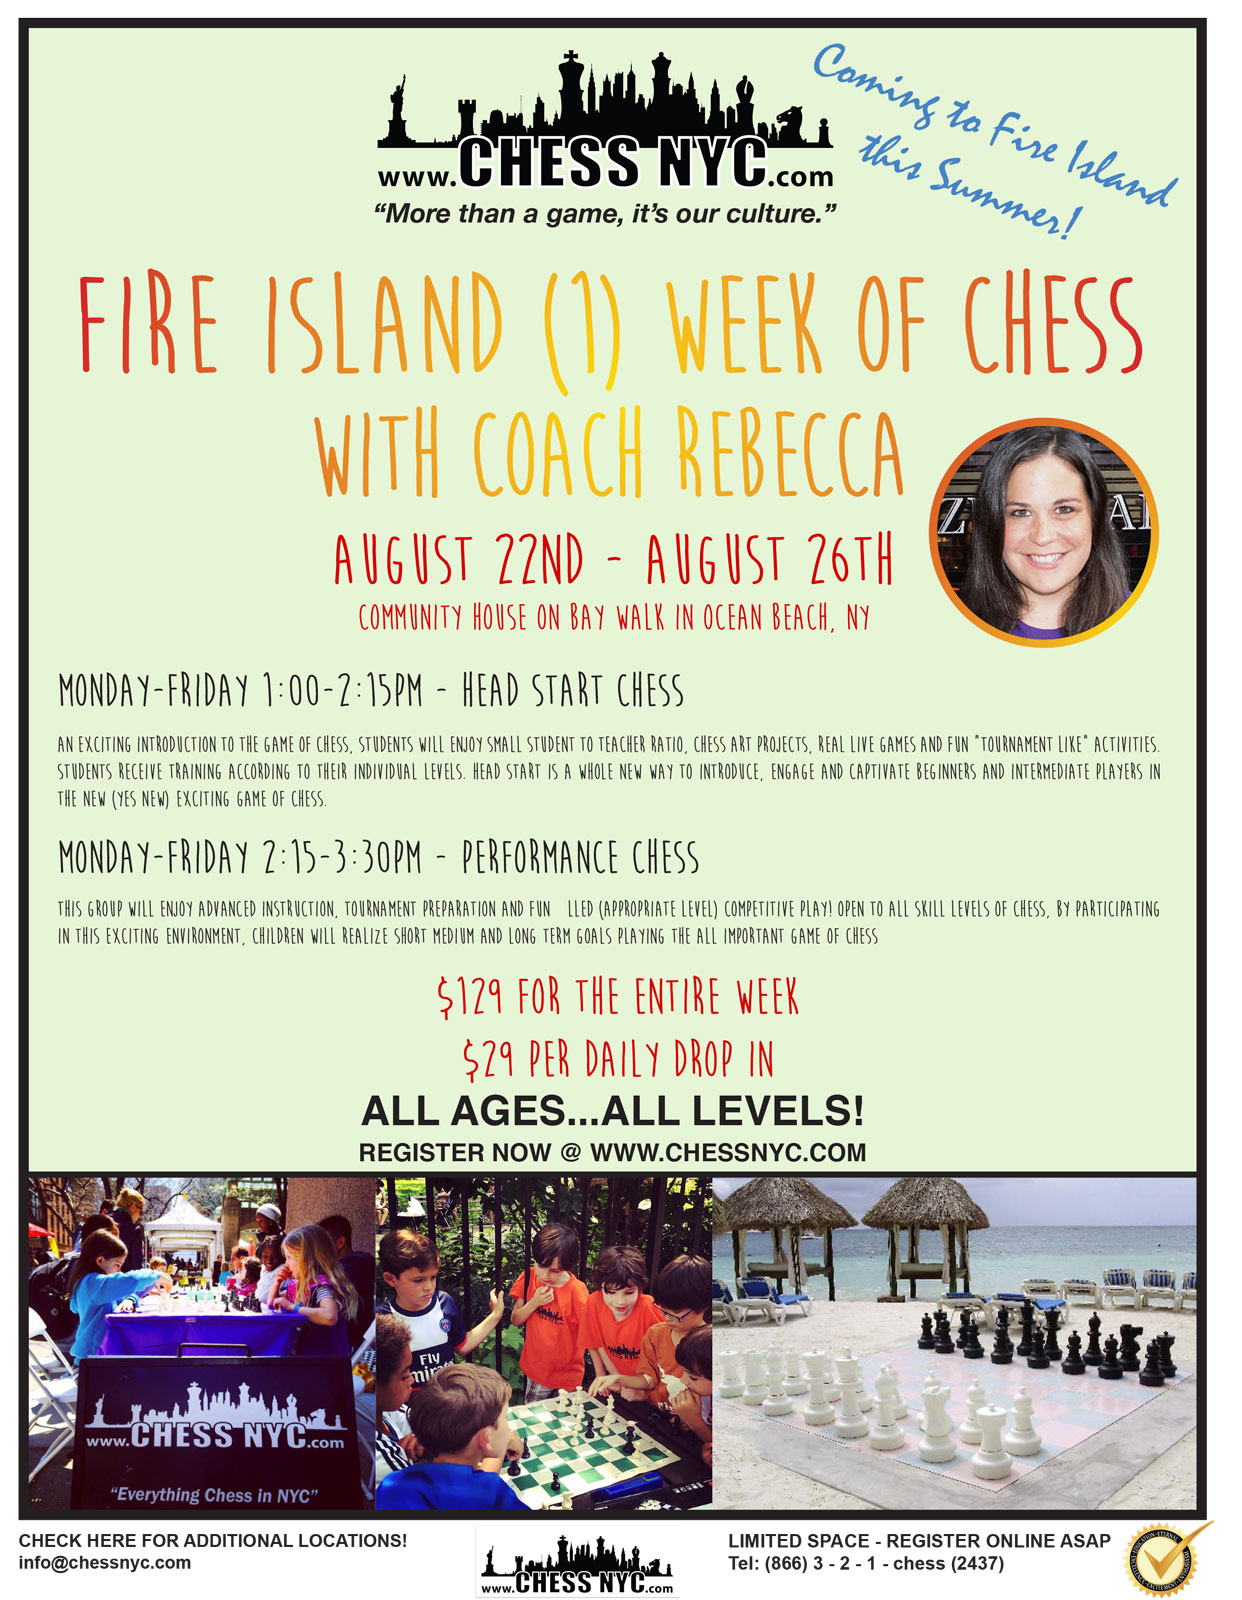 Coming to Fire Island
this Summer!
www.CHESS NYC.com
“More than a game, it’s our culture.”
FIRE ISLAND (1) WEEK OF CHESS
WITH COACH REBECCA
AUGUST 22ND - AUGUST 26TH
COMMUNITY HOUSE ON BAY WALK IN OCEAN BEACH, NY
MONDAY-FRIDAY 1:00-2:15PM - HEAD START CHESS
AN EXCITING INTRODUCTION TO THE GAME OF CHESS, STUDENTS WILL ENJOY SMALL STUDENT TO TEACHER RATIO, CHESS ART PROJECTS, REAL LIVE GAMES AND FUN "TOURNAMENT LIKE" ACTIVITIES.
STUDENTS RECEIVE TRAINING ACCORDING TO THEIR INDIVIDUAL LEVELS. HEAD START IS A WHOLE NEW WAY TO INTRODUCE, ENGAGE AND CAPTIVATE BEGINNERS AND INTERMEDIATE PLAYERS IN
THE NEW (YES NEW) EXCITING GAME OF CHESS.
MONDAY-FRIDAY 2:15-3:30PM - PERFORMANCE CHESS
THIS GROUP WILL ENJOY ADVANCED INSTRUCTION, TOURNAMENT PREPARATION AND FUN LLED (APPROPRIATE LEVEL) COMPETITIVE PLAY! OPEN TO ALL SKILL LEVELS OF CHESS, BY PARTICIPATING
IN THIS EXCITING ENVIRONMENT, CHILDREN WILL REALIZE SHORT MEDIUM AND LONG TERM GOALS PLAYING THE ALL IMPORTANT GAME OF CHESS
$129 FOR THE ENTIRE WEEK
$29 PER DAILY DROP IN
ALL AGES...ALL LEVELS!
REGISTER NOW @ WWW.CHESSNYC.COM
Fly
www.CHESS NYC.com
“Everything Chess in NYC”
CHECK HERE FOR ADDITIONAL LOCATIONS!
info@chessnyc.com
www.CHESS NYC.com
LIMITED SPACE - REGISTER ONLINE ASAP
Tel: (866) 3 - 2 - 1 - chess (2437)